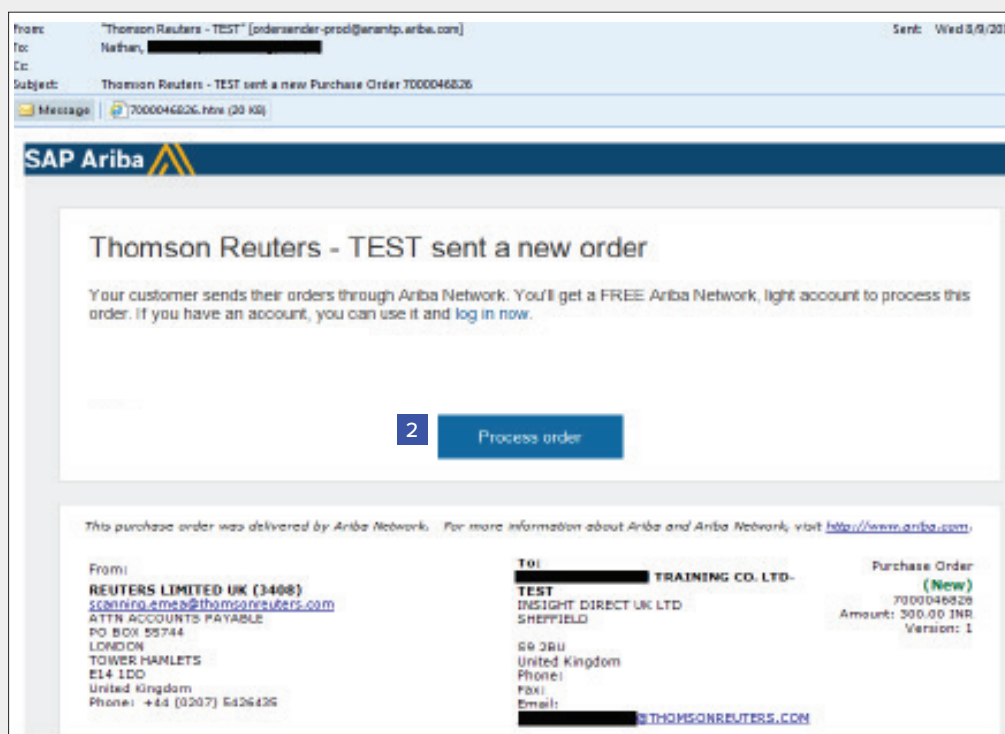 From: "Thomson Reuters - TEST" [ordersender-prod@ansmtp.ariba.com] Sent: Wed 8/9/20
To: Nathan,
Cc:
Subject: Thomson Reuters - TEST sent a new Purchase Order 7000046826
Message 7000046826.htm (20 KB)
SAP Ariba
Thomson Reuters - TEST sent a new order
Your customer sends their orders through Ariba Network. You'll get a FREE Ariba Network, light account to process this
order. If you have an account, you can use it and log in now.
2 Process order
This purchase order was delivered by Ariba Network. For more information about Ariba and Ariba Network, visit http://www.ariba.com.
From:
REUTERS LIMITED UK (3408)
scanning.emea@thomsonreuters.com
ATTN ACCOUNTS PAYABLE
PO BOX 55744
LONDON
TOWER HAMLETS
E14 1DD
United Kingdom
Phone: +44 (0207) 5426435
To:
TRAINING CO. LTD-
TEST
INSIGHT DIRECT UK LTD
SHEFFIELD
S9 2BU
United Kingdom
Phone:
Fax:
Email:
@THOMSONREUTERS.COM
Purchase Order
(New)
7000046826
Amount: 300.00 INR
Version: 1